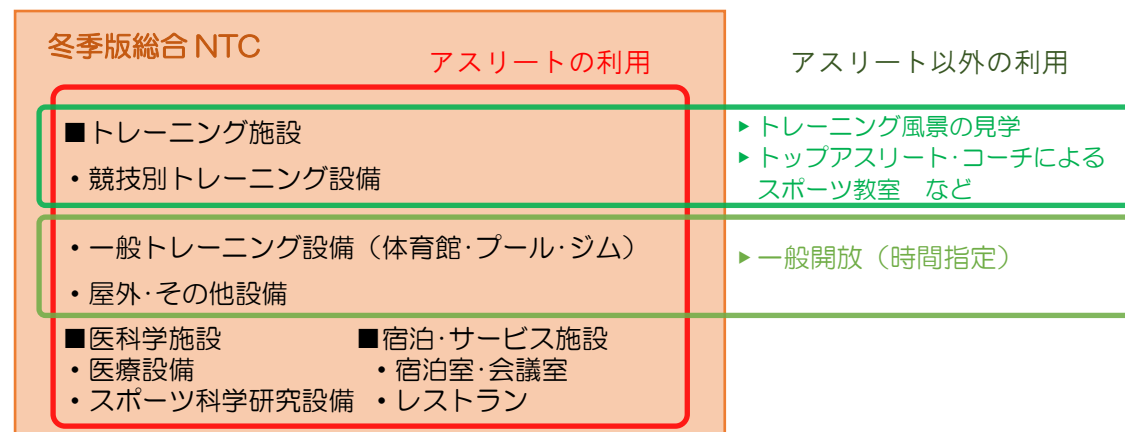 冬季版総合NTC
アスリートの利用
アスリート以外の利用
■トレーニング施設
・競技別トレーニング設備
▶トレーニング風景の見学
▶トップアスリート・コーチによる
スポーツ教室　など
・一般トレーニング設備（体育館・プール・ジム）
・屋外・その他設備
▶一般開放（時間指定）
■医科学施設
・医療設備
・スポーツ科学研究設備
■宿泊・サービス施設
・宿泊室・会議室
・レストラン